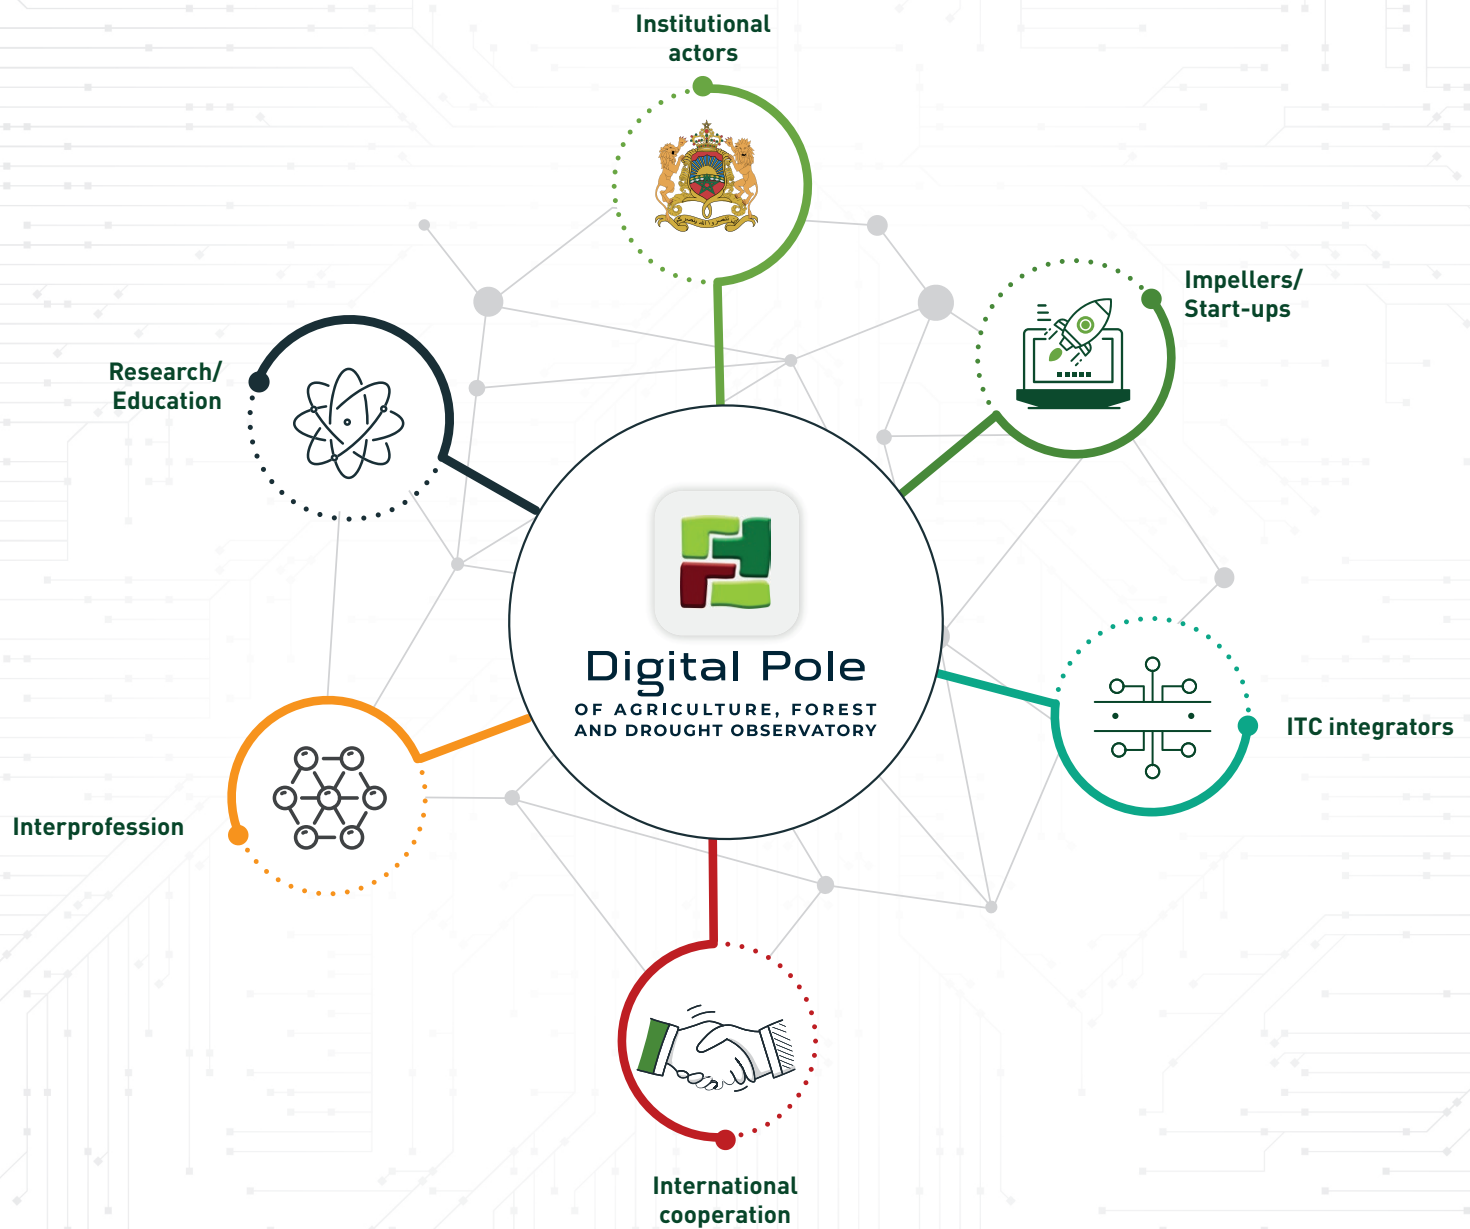 Institutional
actors
Impellers/
Start-ups
Research/
Education
Digital Pole
OF AGRICULTURE, FOREST
AND DROUGHT OBSERVATORY
ITC integrators
Interprofession
International
cooperation